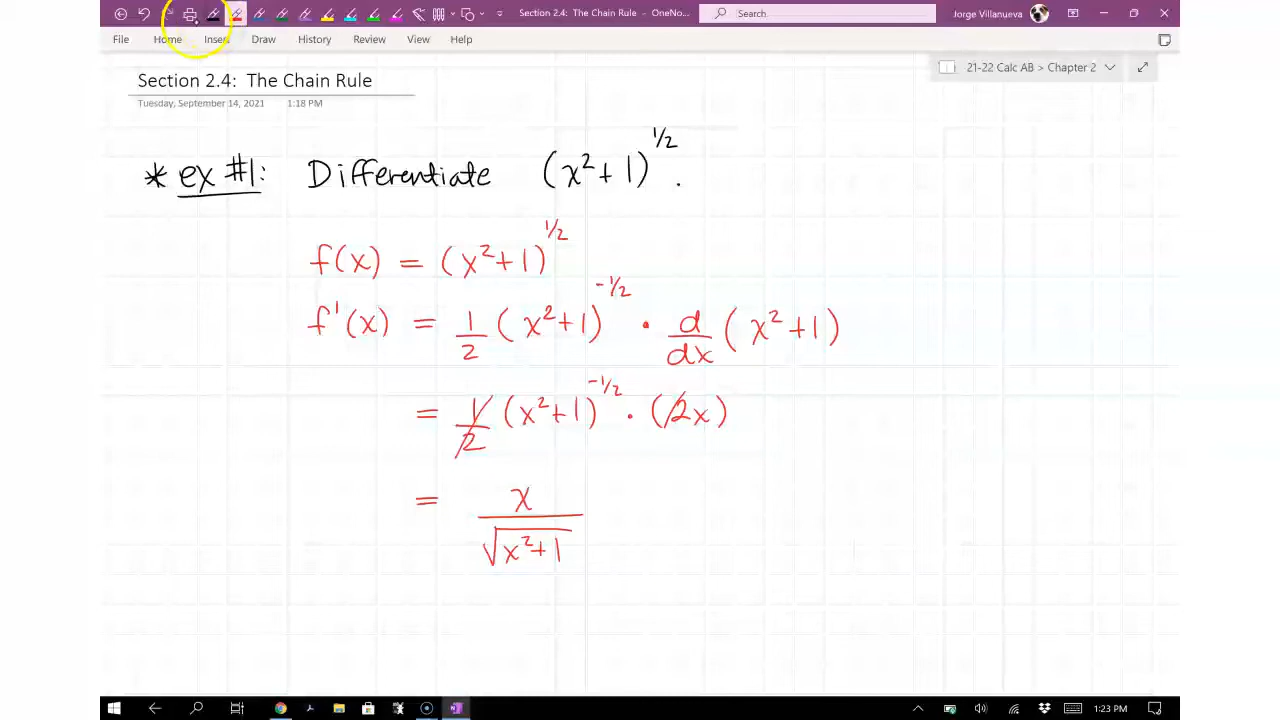 Section 2.4: The Chain Rule - OneNo...
Search
Jorge Villanueva
File Home Insert Draw History Review View Help
21-22 Calc AB > Chapter 2
Section 2.4: The Chain Rule
Tuesday, September 14, 2021 1:18 PM
* ex #1: Differentiate (x²+1)^1/2.
f(x) = (x²+1)^1/2
f'(x) = 1/2 (x²+1)^-1/2 · d/dx (x²+1)
= 1/2 (x²+1)^-1/2 · (2x)
= x/√(x²+1)
1:23 PM